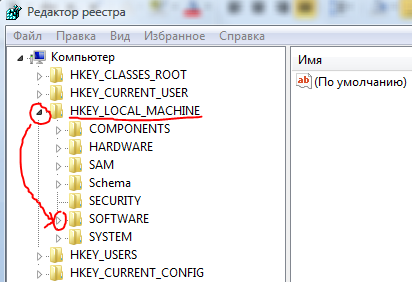 Редактор реестра
Файл Правка Вид Избранное Справка
Компьютер
HKEY_CLASSES_ROOT
HKEY_CURRENT_USER
HKEY_LOCAL_MACHINE
COMPONENTS
HARDWARE
SAM
Schema
SECURITY
SOFTWARE
SYSTEM
HKEY_USERS
HKEY_CURRENT_CONFIG
Имя
ab (По умолчанию)